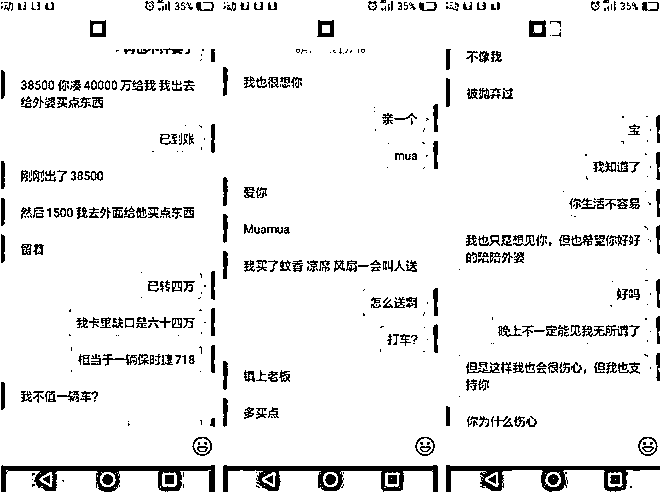 35%
38500 你凑 40000 万给我 我出去
给外婆买点东西
已到账
刚刚出了 38500
然后 1500 我去外面给他买点东西
留着
已转四万
我卡里缺口是六十四万
相当于一辆保时捷 718
我不值一辆车?
35%
我也很想你
亲一个
mua
爱你
Muamua
我买了蚊香 凉席 风扇一会叫人送
怎么送啊
打车?
镇上老板
多买点
35%
不像我
被抛弃过
宝
我知道了
你生活不容易
我也只是想见你,但也希望你好好
的陪陪外婆
好吗
晚上不一定能见我无所谓了
但是这样我也会很伤心,但我也支
持你
你为什么伤心